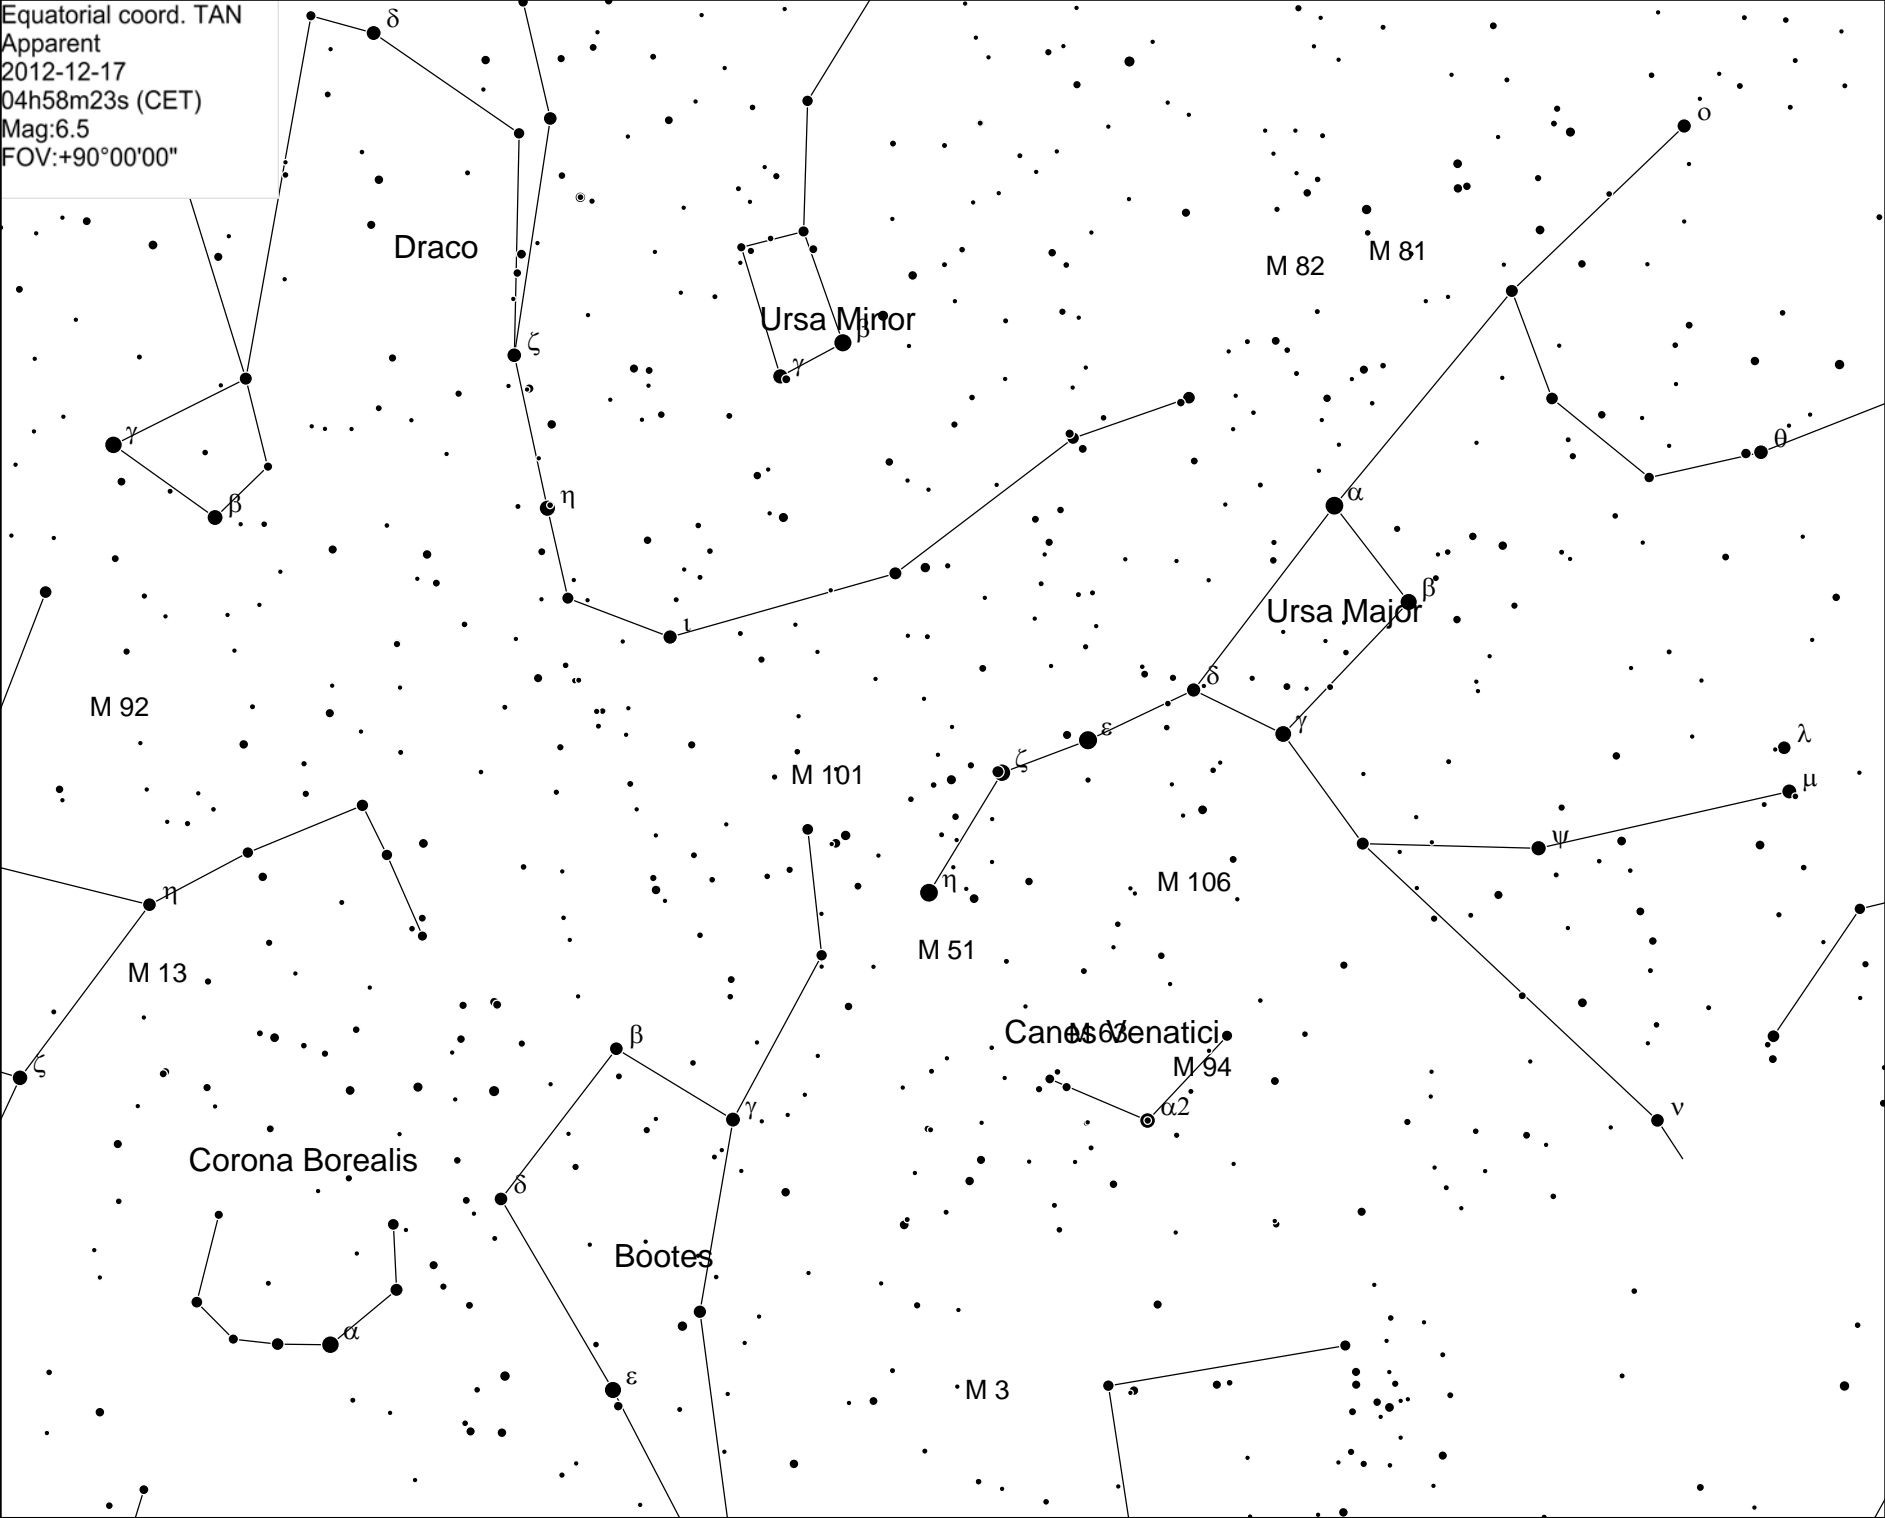 Equatorial coord. TAN
Apparent
2012-12-17
04h58m23s (CET)
Mag:6.5
FOV:+90°00'00"
δ
ο
Draco
M 82
M 81
Ursa Minor
β
ζ
γ
γ
θ
β
η
α
β
Ursa Major
ι
δ
M 92
γ
ε
λ
ζ
M 101
μ
ψ
η
η
M 106
M 51
M 13
β
Canes Venatici
M 63
M 94
ζ
α2
γ
ν
Corona Borealis
δ
Bootes
α
ε
M 3